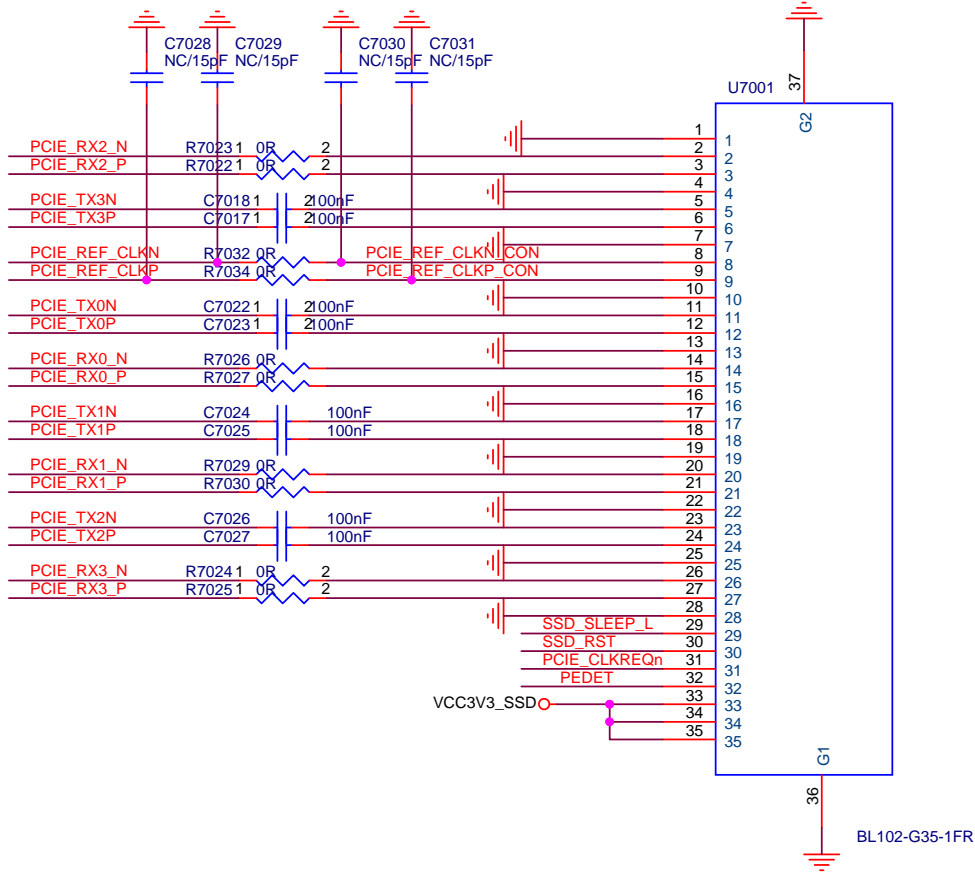 C7028 C7029 C7030 C7031
NC/15pF NC/15pF NC/15pF NC/15pF
37
U7001
G2
1 1
PCIE_RX2_N R7023 1 0R 2 2 2
PCIE_RX2_P R7022 1 0R 2 3 3
4 4
PCIE_TX3N C7018 1 2 100nF 5 5
PCIE_TX3P C7017 1 2 100nF 6 6
7 7
PCIE_REF_CLKN R7032 0R PCIE_REF_CLKN_CON 8 8
PCIE_REF_CLKP R7034 0R PCIE_REF_CLKP_CON 9 9
10 10
PCIE_TX0N C7022 1 2 100nF 11 11
PCIE_TX0P C7023 1 2 100nF 12 12
13 13
PCIE_RX0_N R7026 0R 14 14
PCIE_RX0_P R7027 0R 15 15
16 16
PCIE_TX1N C7024 100nF 17 17
PCIE_TX1P C7025 100nF 18 18
19 19
PCIE_RX1_N R7029 0R 20 20
PCIE_RX1_P R7030 0R 21 21
22 22
PCIE_TX2N C7026 100nF 23 23
PCIE_TX2P C7027 100nF 24 24
25 25
PCIE_RX3_N R7024 1 0R 2 26 26
PCIE_RX3_P R7025 1 0R 2 27 27
28 28
SSD_SLEEP_L 29 29
SSD_RST 30 30
PCIE_CLKREQn 31 31
PEDET 32 32
VCC3V3_SSD 33 33
34 34
35 35
G1
36
BL102-G35-1FR